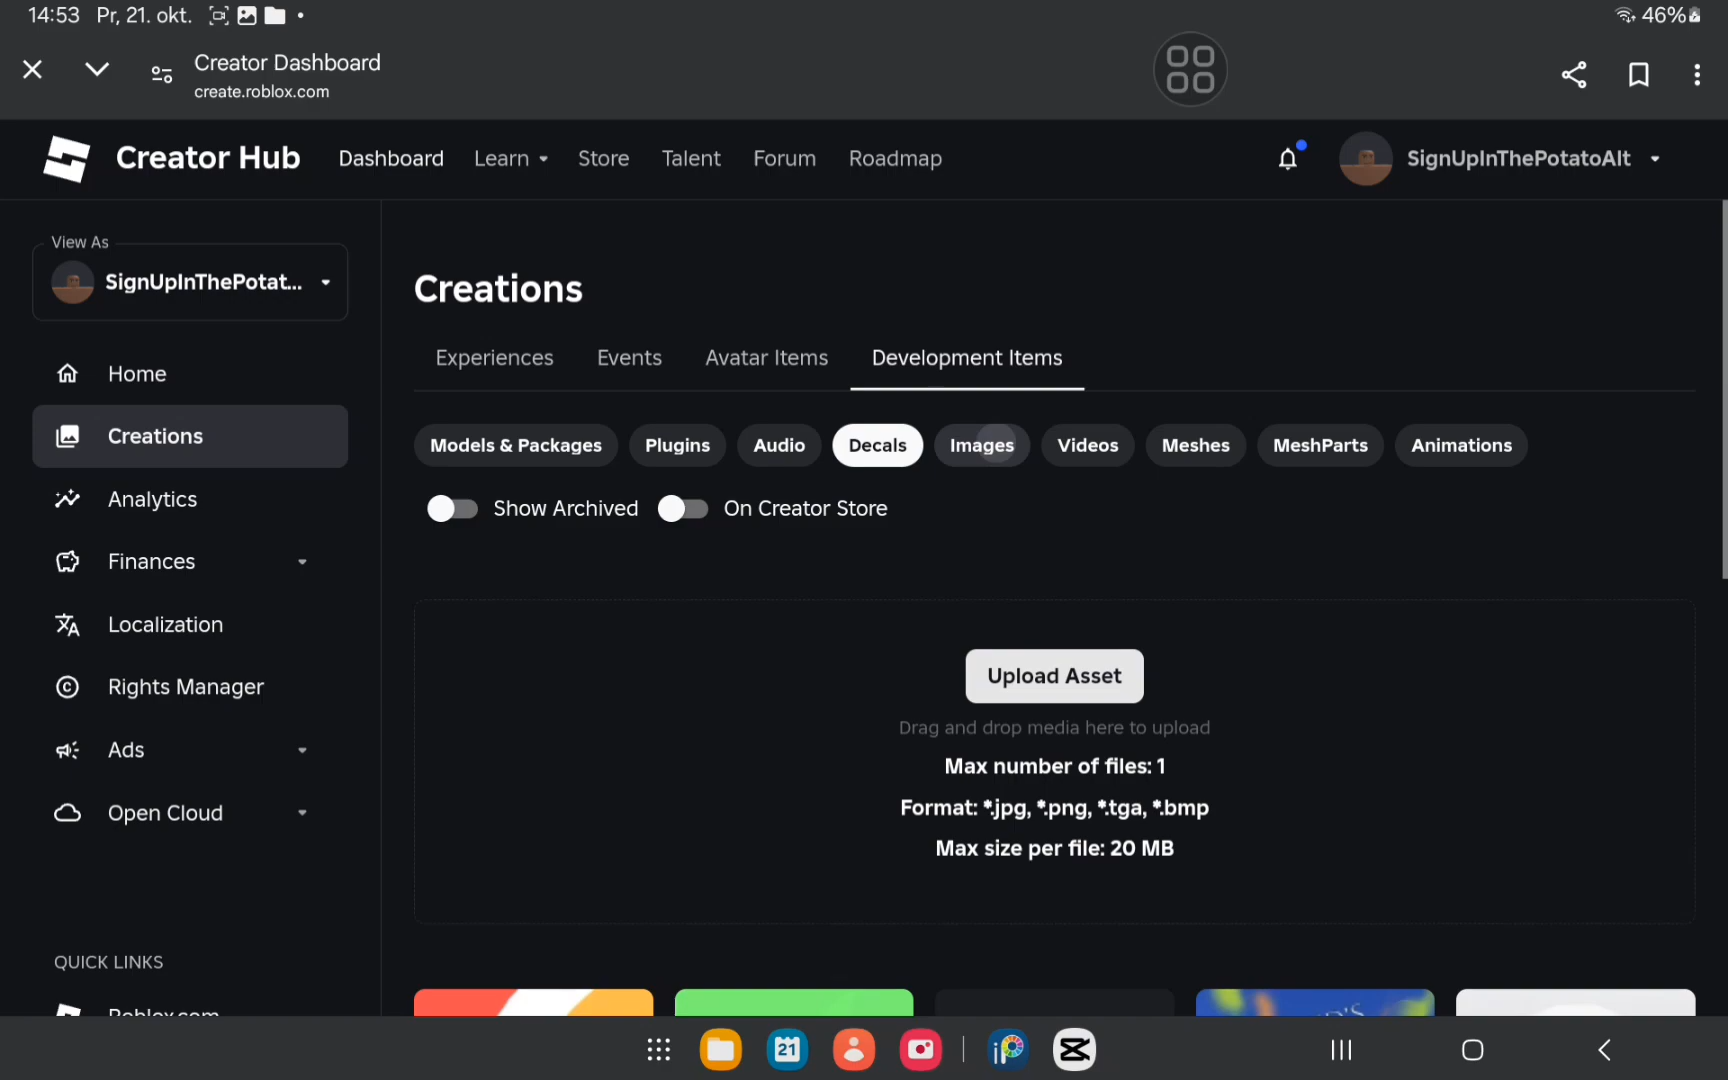 14:53 Pr, 21. okt.
46%
Creator Dashboard
create.roblox.com
Creator Hub Dashboard Learn Store Talent Forum Roadmap SignUpInThePotatoAlt
View As
SignUpInThePotat...
Home
Creations
Analytics
Finances
Localization
Rights Manager
Ads
Open Cloud
QUICK LINKS
Roblox.com
Creations
Experiences Events Avatar Items Development Items
Models & Packages Plugins Audio Decals Images Videos Meshes MeshParts Animations
Show Archived On Creator Store
Upload Asset
Drag and drop media here to upload
Max number of files: 1
Format: *.jpg, *.png, *.tga, *.bmp
Max size per file: 20 MB
21